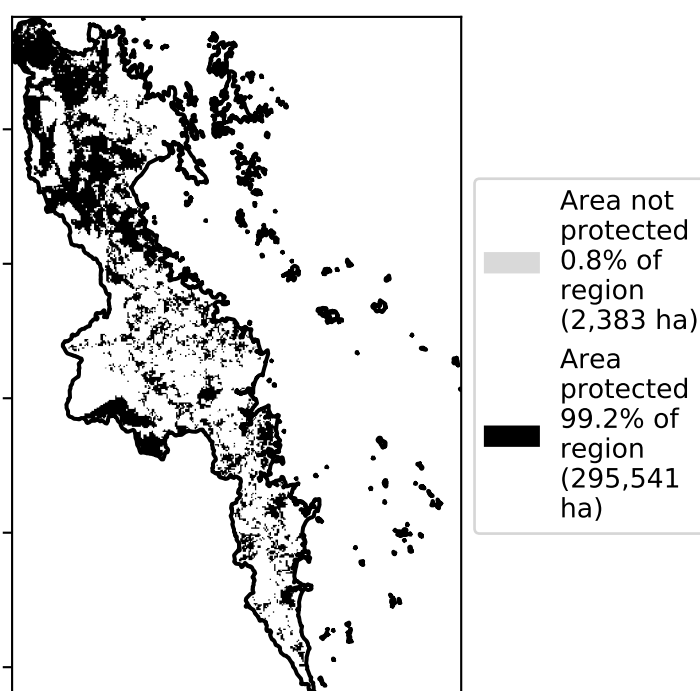 Area not
protected
0.8% of
region
(2,383 ha)
Area
protected
99.2% of
region
(295,541
ha)